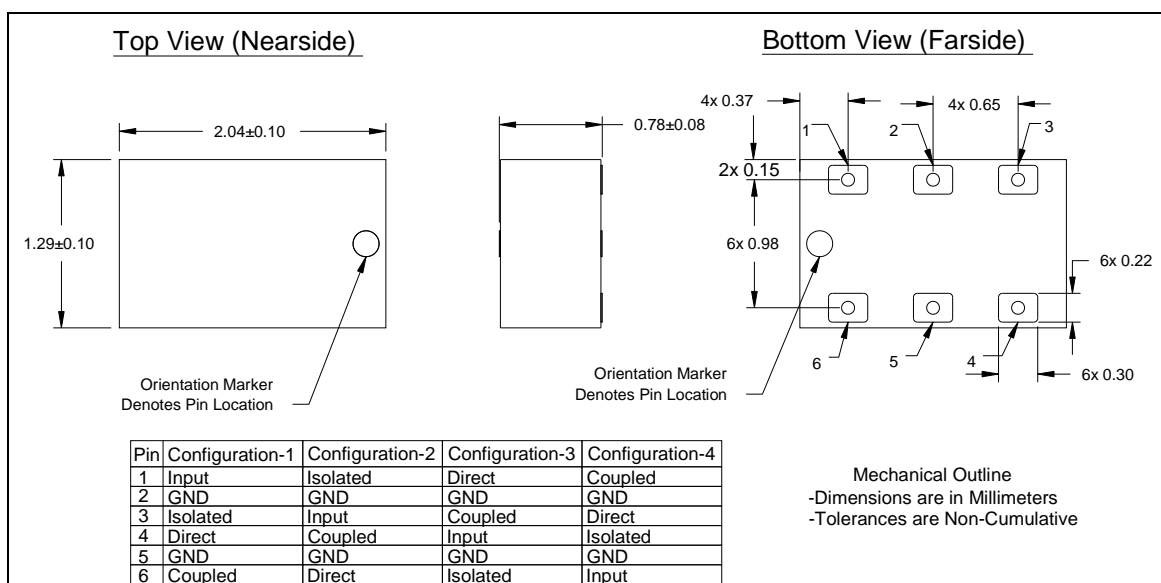 Top View (Nearside)
Bottom View (Farside)
2.04±0.10
0.78±0.08
1.29±0.10
4x 0.37
4x 0.65
1
2
3
2x 0.15
6x 0.98
6x 0.22
6
5
4
6x 0.30
Orientation Marker
Denotes Pin Location
Orientation Marker
Denotes Pin Location
Pin Configuration-1 Configuration-2 Configuration-3 Configuration-4
1 Input Isolated Direct Coupled
2 GND GND GND GND
3 Isolated Input Coupled Direct
4 Direct Coupled Input Isolated
5 GND GND GND GND
6 Coupled Direct Isolated Input
Mechanical Outline
-Dimensions are in Millimeters
-Tolerances are Non-Cumulative